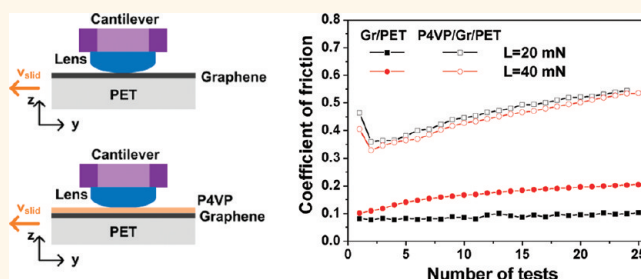 Cantilever
Lens
Graphene
v_slid
PET
z
y
Cantilever
Lens
P4VP
v_slid
Graphene
PET
z
y
Coefficient of friction
0.8
0.7
0.6
0.5
0.4
0.3
0.2
0.1
0.0
Gr/PET P4VP/Gr/PET
L=20 mN
L=40 mN
0 5 10 15 20 25
Number of tests